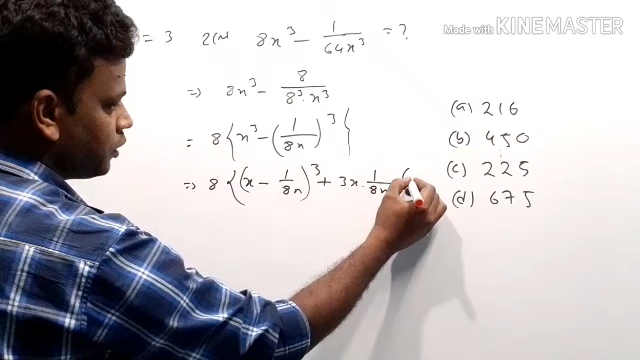 Made with KINEMASTER
= 3 হলে 8x³ − 1/64x³ = ?
⇒ 8x³ − 8/8³·x³
= 8{x³ − (1/8x)³}
⇒ 8{(x − 1/8x)³ + 3x·1/8x
(a) 216
(b) 450
(c) 225
(d) 675